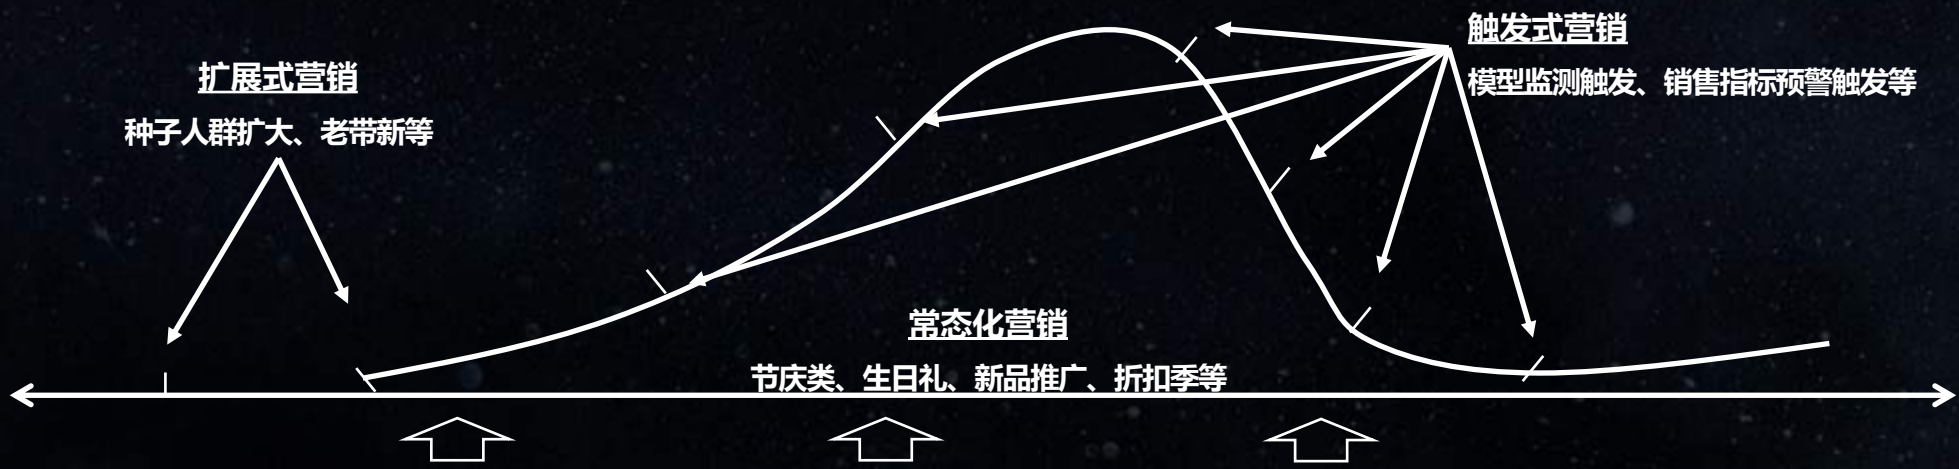 扩展式营销
种子人群扩大、老带新等
触发式营销
模型监测触发、销售指标预警触发等
常态化营销
节庆类、生日礼、新品推广、折扣季等